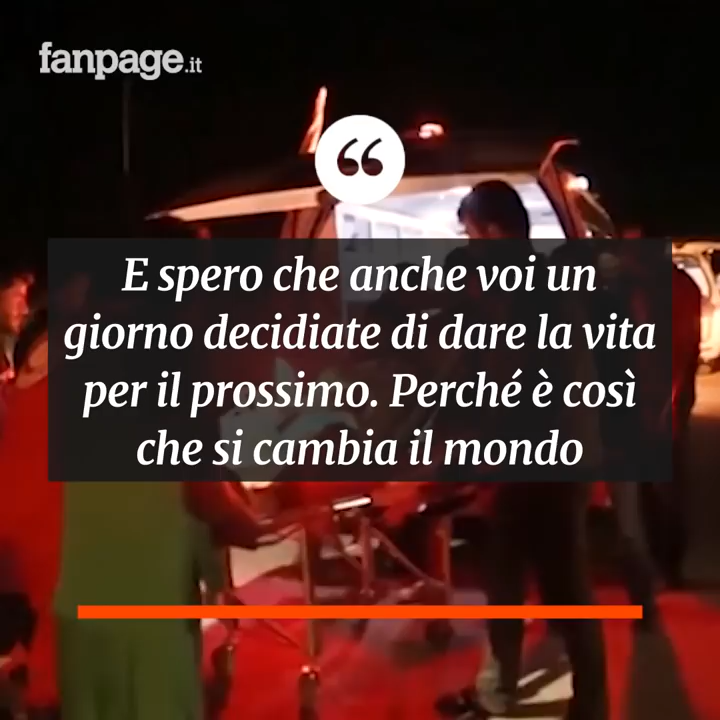 fanpage.it
“
E spero che anche voi un
giorno decidiate di dare la vita
per il prossimo. Perché è così
che si cambia il mondo